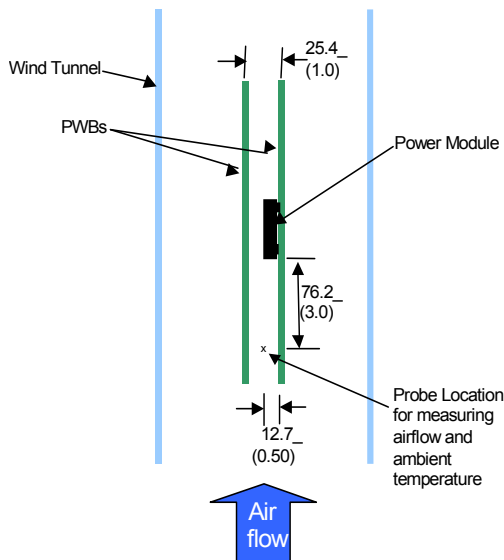 25.4_
(1.0)
Wind Tunnel
PWBs
Power Module
76.2_
(3.0)
x
Probe Location
for measuring
airflow and
ambient
temperature
12.7_
(0.50)
Air
flow